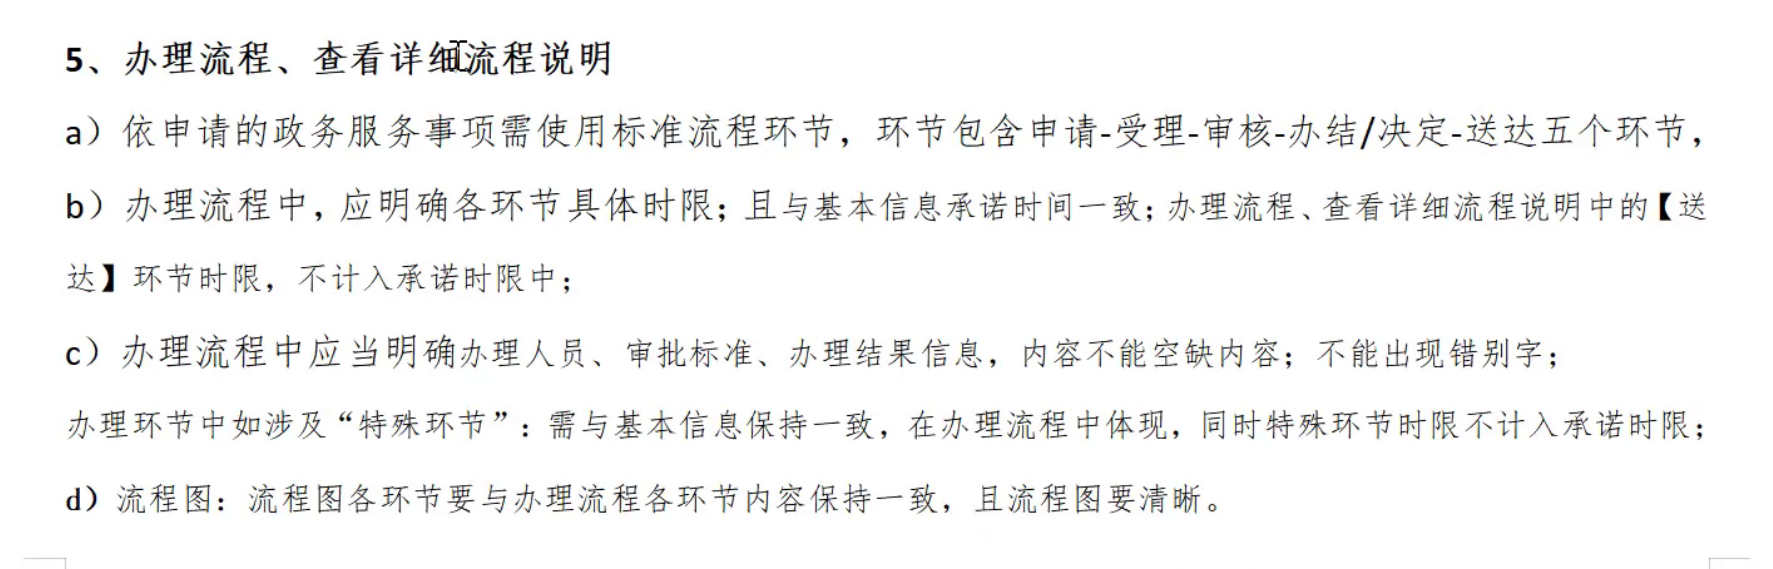 5、办理流程、查看详细流程说明
a）依申请的政务服务事项需使用标准流程环节，环节包含申请-受理-审核-办结/决定-送达五个环节，
b）办理流程中，应明确各环节具体时限；且与基本信息承诺时间一致；办理流程、查看详细流程说明中的【送
达】环节时限，不计入承诺时限中；
c）办理流程中应当明确办理人员、审批标准、办理结果信息，内容不能空缺内容；不能出现错别字；
办理环节中如涉及“特殊环节”：需与基本信息保持一致，在办理流程中体现，同时特殊环节时限不计入承诺时限；
d）流程图：流程图各环节要与办理流程各环节内容保持一致，且流程图要清晰。